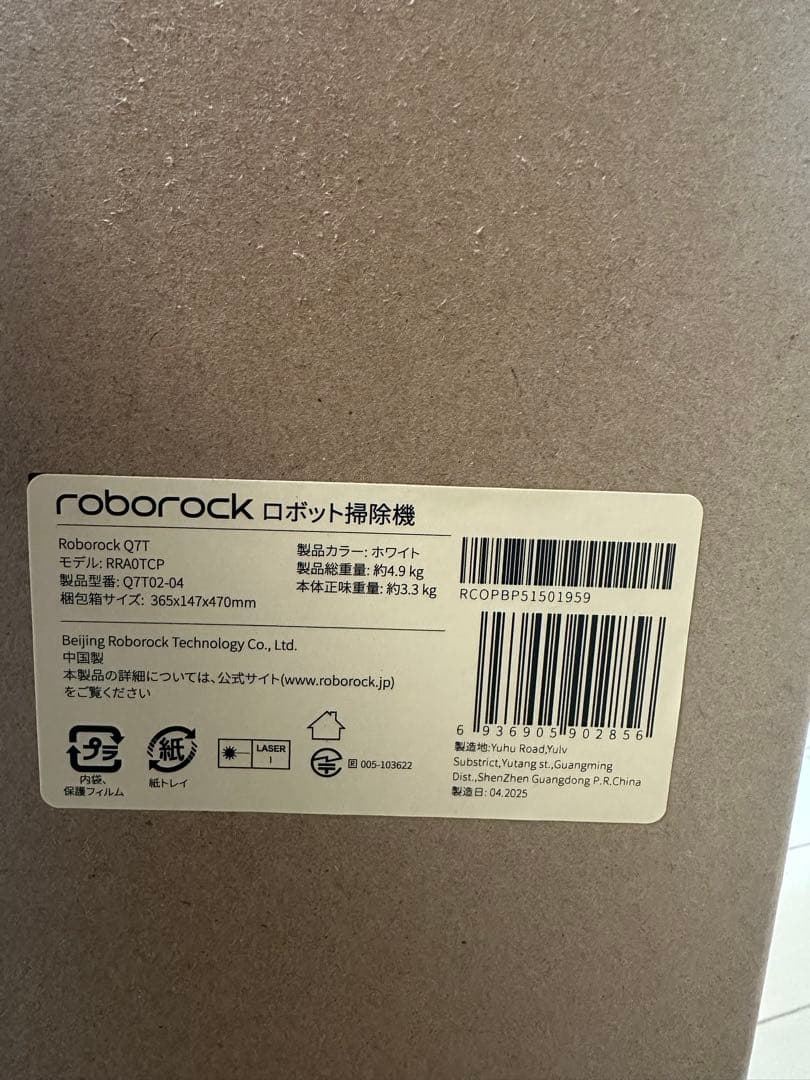 roborock ロボット掃除機
Roborock Q7T
モデル: RRA0TCP
製品型番: Q7T02-04
梱包箱サイズ: 365x147x470mm
製品カラー: ホワイト
製品総重量: 約4.9 kg
本体正味重量: 約3.3 kg
RCOPBP51501959
Beijing Roborock Technology Co., Ltd.
中国製
本製品の詳細については、公式サイト(www.roborock.jp)
をご覧ください
6 936905 902856
製造地:Yuhu Road,Yulv
Substrict,Yutang st.,Guangming
Dist.,ShenZhen Guangdong P.R.China
製造日: 04.2025
プラ
内袋、
保護フィルム
紙
紙トレイ
LASER
1
R 005-103622